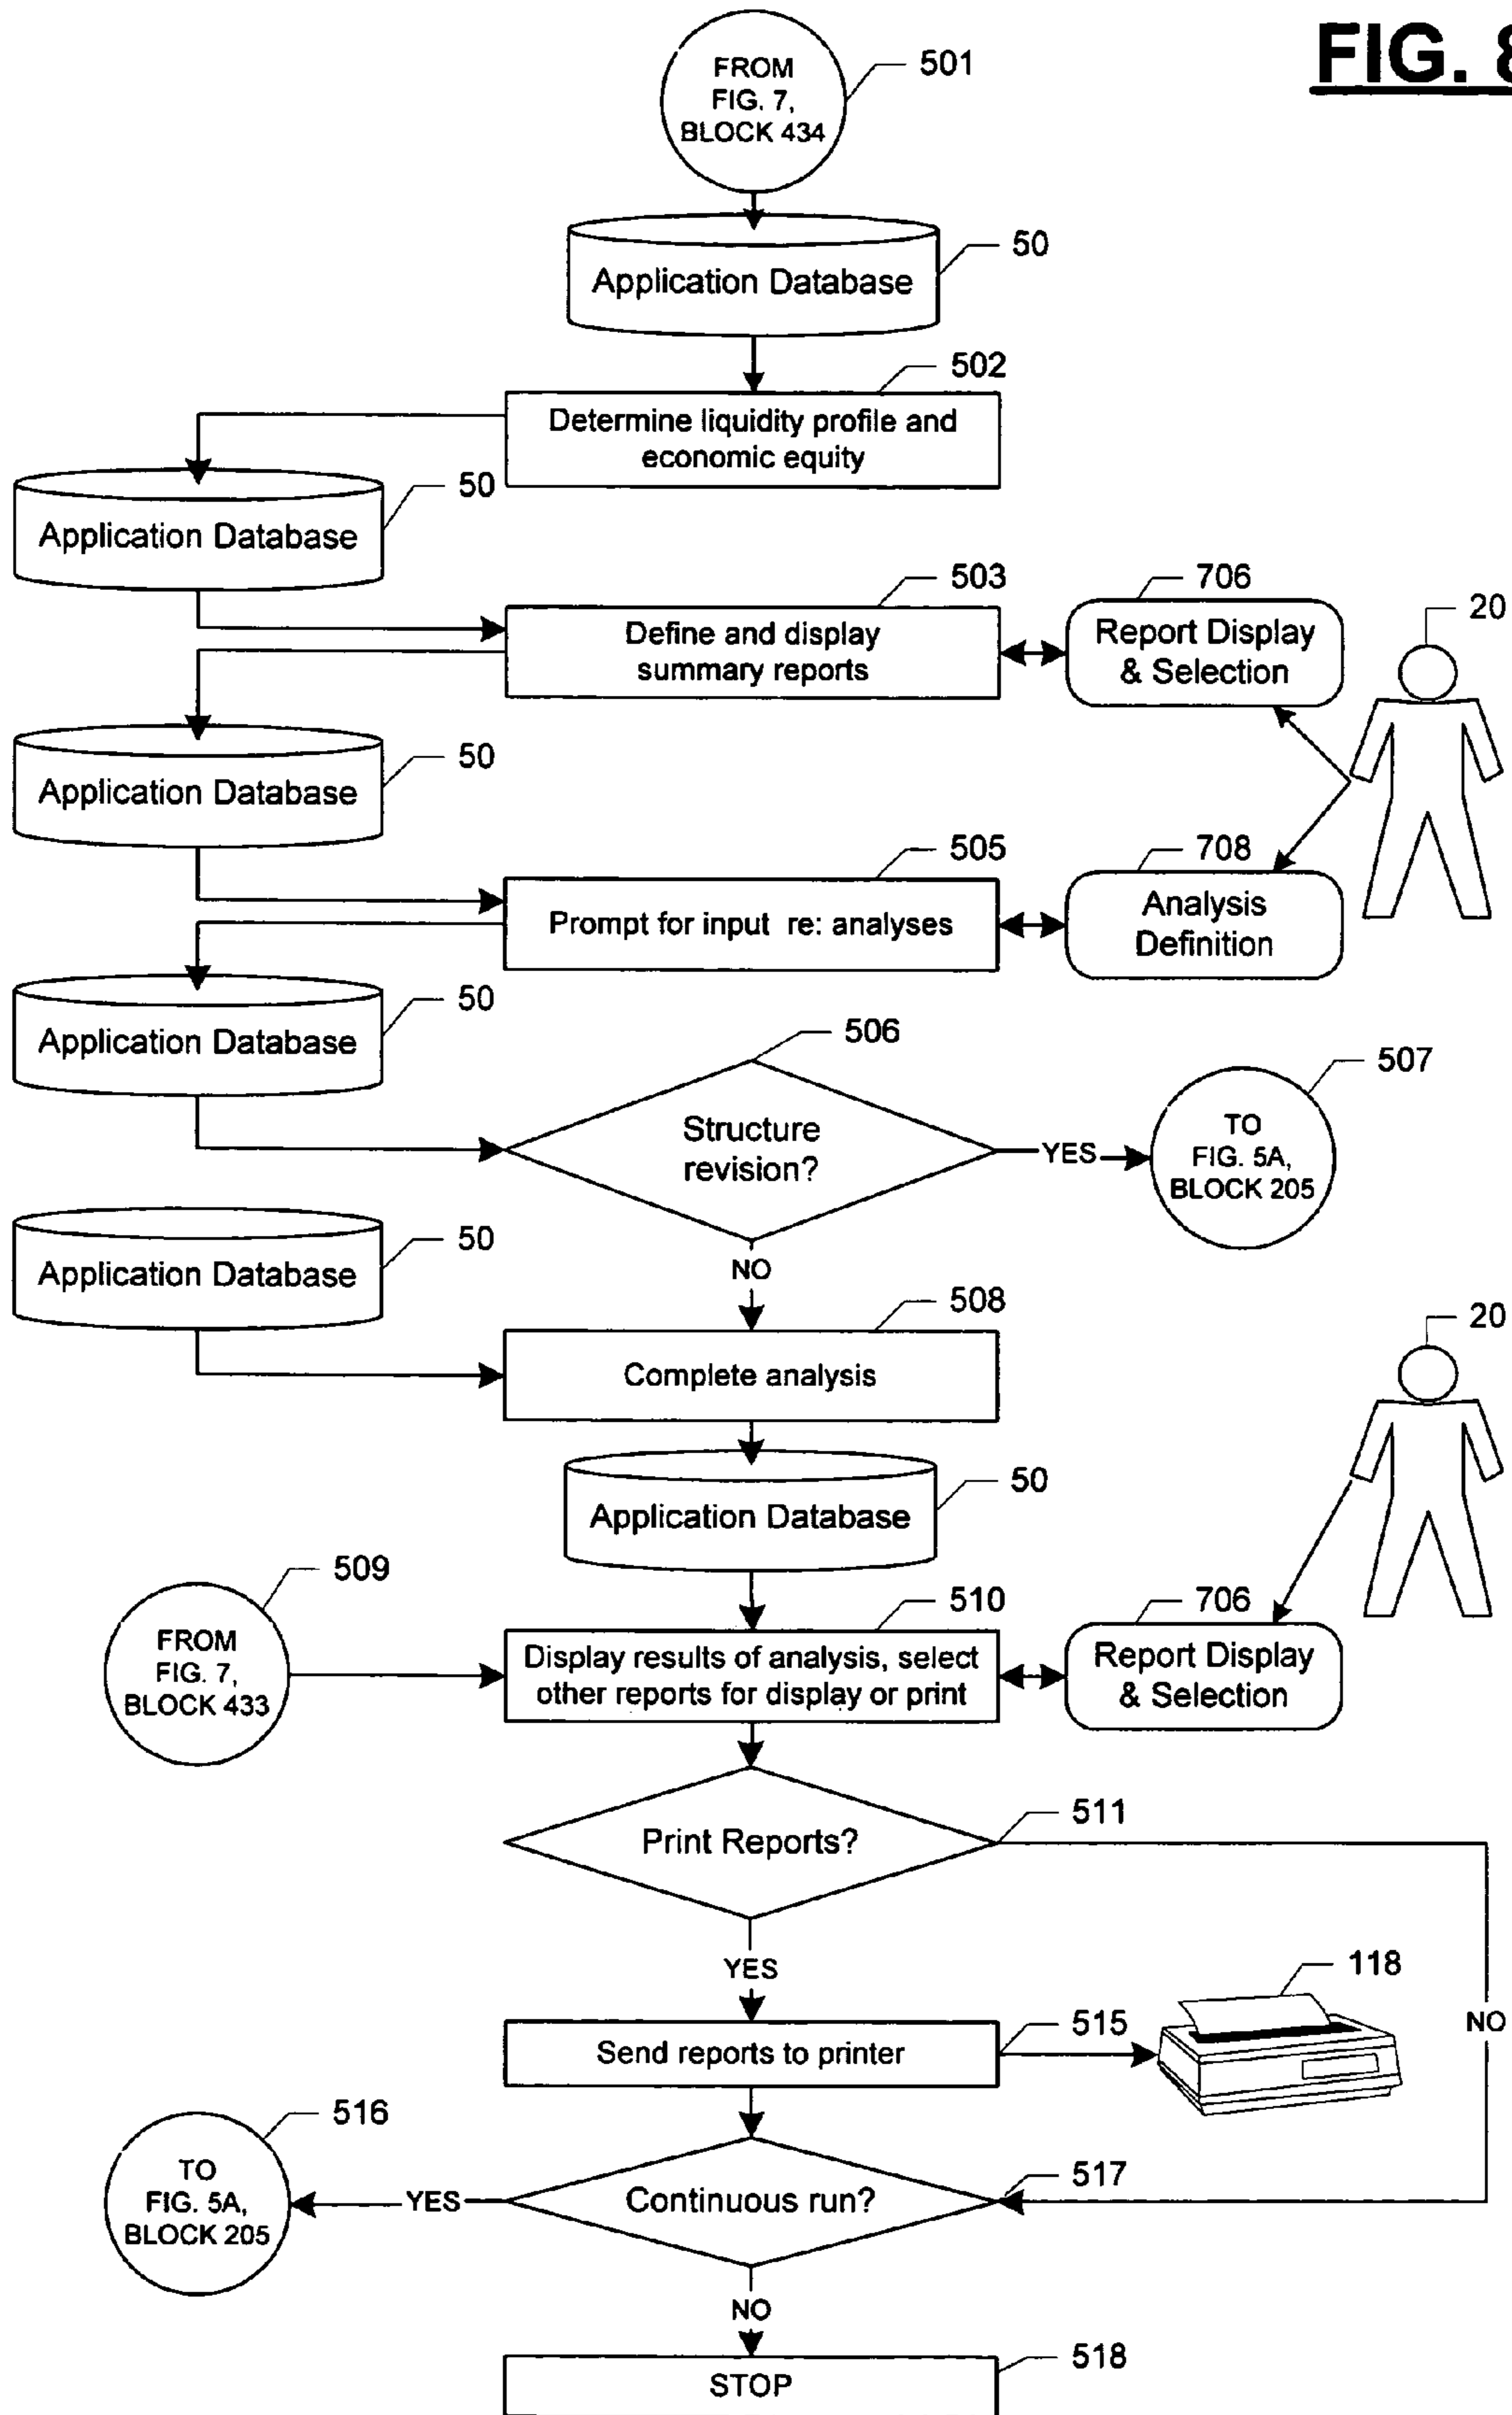 FIG. 8
FROM
FIG. 7,
BLOCK 434
501
Application Database
50
502
Determine liquidity profile and
economic equity
50
Application Database
503
Define and display
summary reports
706
Report Display
& Selection
20
50
Application Database
505
Prompt for input re: analyses
708
Analysis
Definition
50
Application Database
506
Structure
revision?
YES
507
TO
FIG. 5A,
BLOCK 205
50
Application Database
NO
508
Complete analysis
20
50
Application Database
509
FROM
FIG. 7,
BLOCK 433
510
Display results of analysis, select
other reports for display or print
706
Report Display
& Selection
511
Print Reports?
YES
NO
118
515
Send reports to printer
516
TO
FIG. 5A,
BLOCK 205
YES
517
Continuous run?
NO
518
STOP